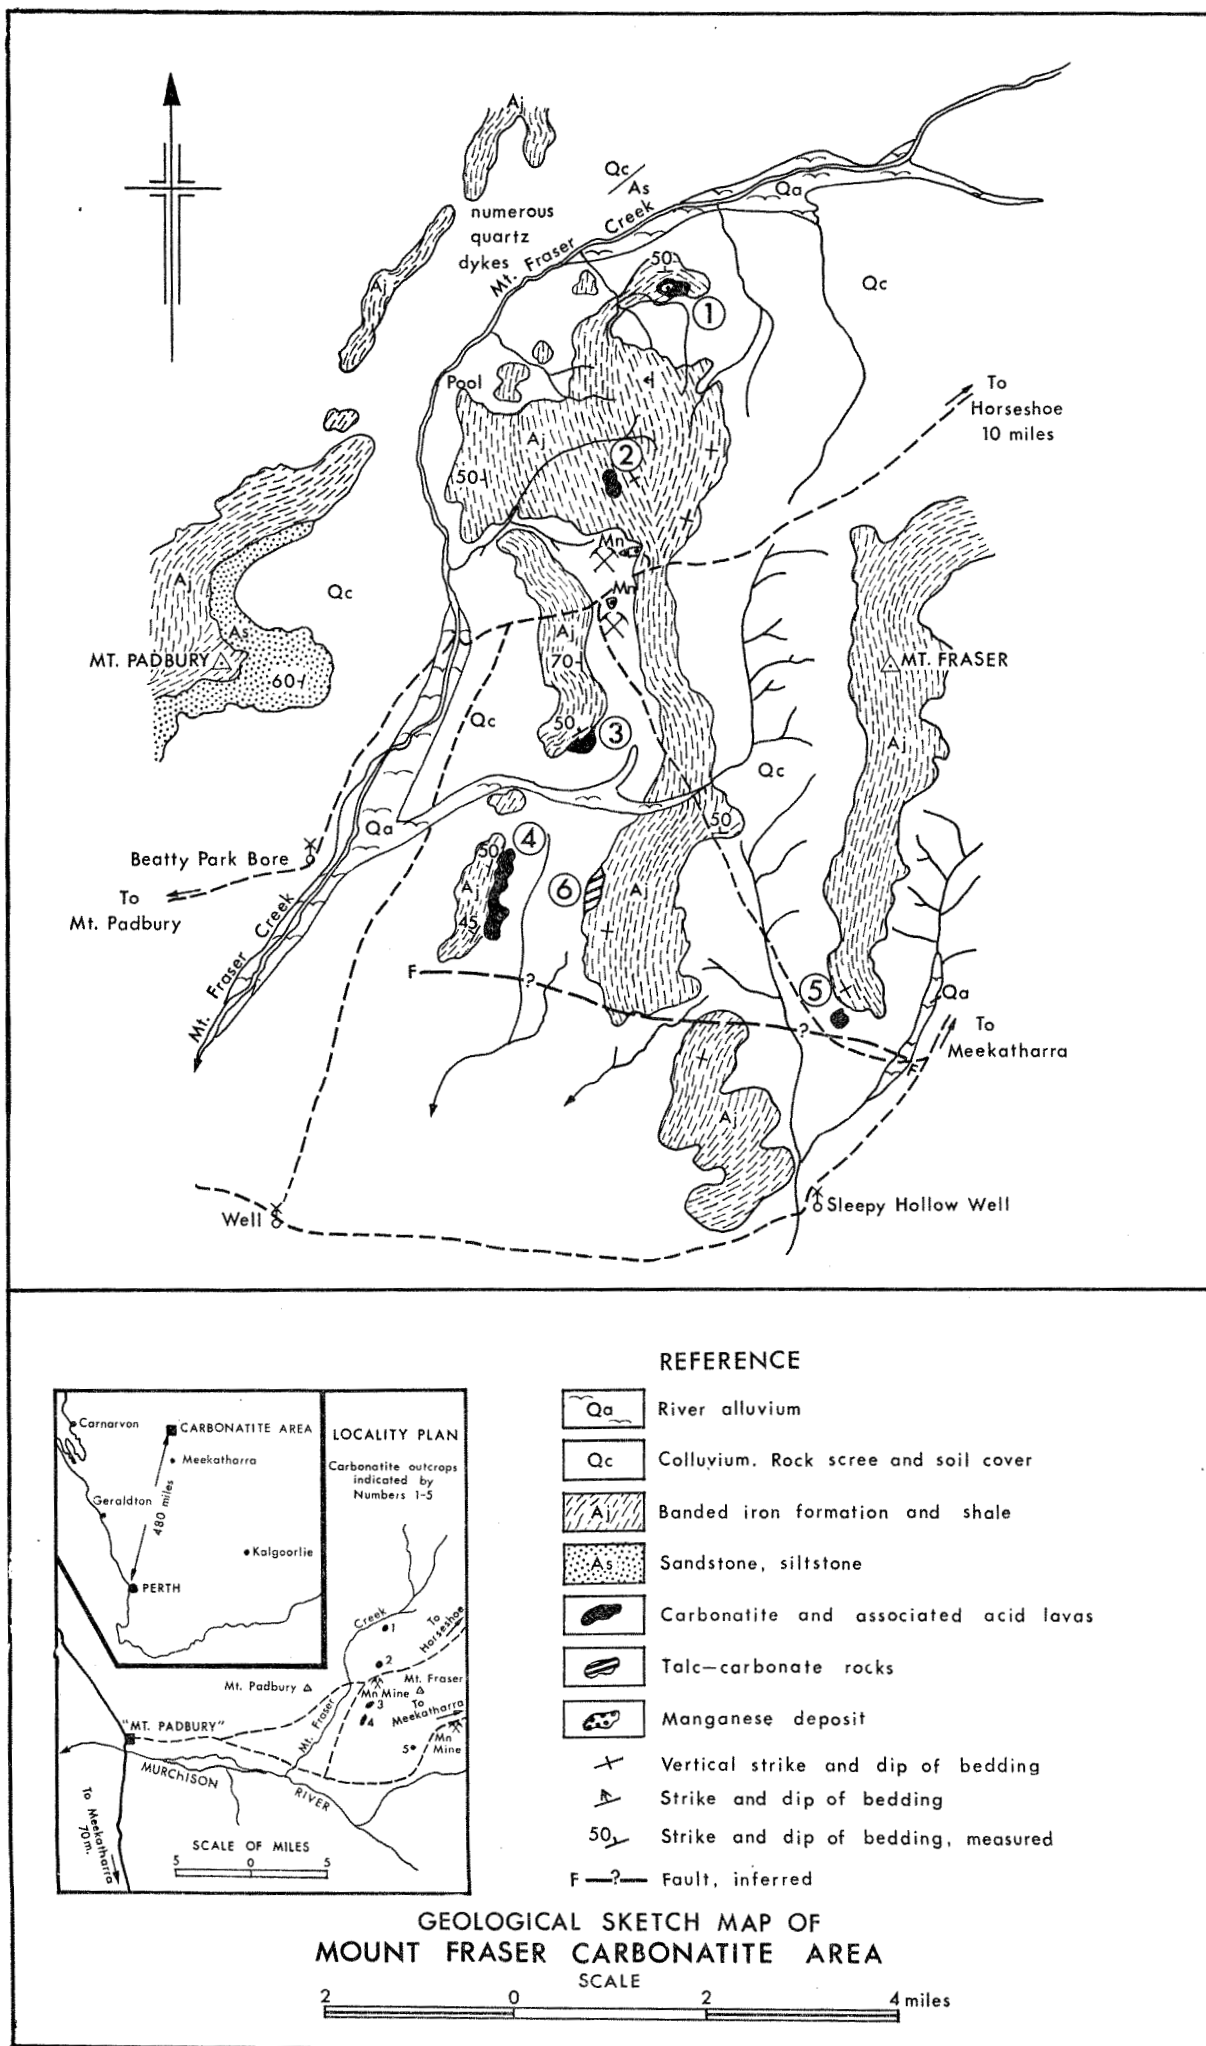 Aj
Qc
As
Qa
numerous
quartz
dykes
Mt. Fraser Creek
50
Qc
1
Aj
Pool
To
Horseshoe
10 miles
Aj
2
50
Mn
Aj
Qc
Mn
As
Aj
MT. PADBURY
MT. FRASER
70
60
50
3
Qc
Aj
Qc
50
Qa
4
Beatty Park Bore
50
6
Aj
Aj
To
Mt. Padbury
45
F
?
5
Qa
Mt. Fraser Creek
?
To
Meekatharra
F
Aj
Sleepy Hollow Well
Well
REFERENCE
Qa River alluvium
Qc Colluvium. Rock scree and soil cover
Aj Banded iron formation and shale
As Sandstone, siltstone
Carbonatite and associated acid lavas
Talc–carbonate rocks
Manganese deposit
Vertical strike and dip of bedding
Strike and dip of bedding
50 Strike and dip of bedding, measured
F —?— Fault, inferred
Carnarvon
CARBONATITE AREA
Meekatharra
Geraldton
480 miles
Kalgoorlie
PERTH
LOCALITY PLAN
Carbonatite outcrops
indicated by
Numbers 1-5
Creek
1
To
Horseshoe
2
Mt. Padbury
Mt. Fraser
Mn Mine
3
To
Meekatharra
4
Mt. Fraser
"MT. PADBURY"
5
Mn
Mine
MURCHISON
RIVER
To Meekatharra
70 m.
SCALE OF MILES
5 0 5
GEOLOGICAL SKETCH MAP OF
MOUNT FRASER CARBONATITE AREA
SCALE
2 0 2 4 miles